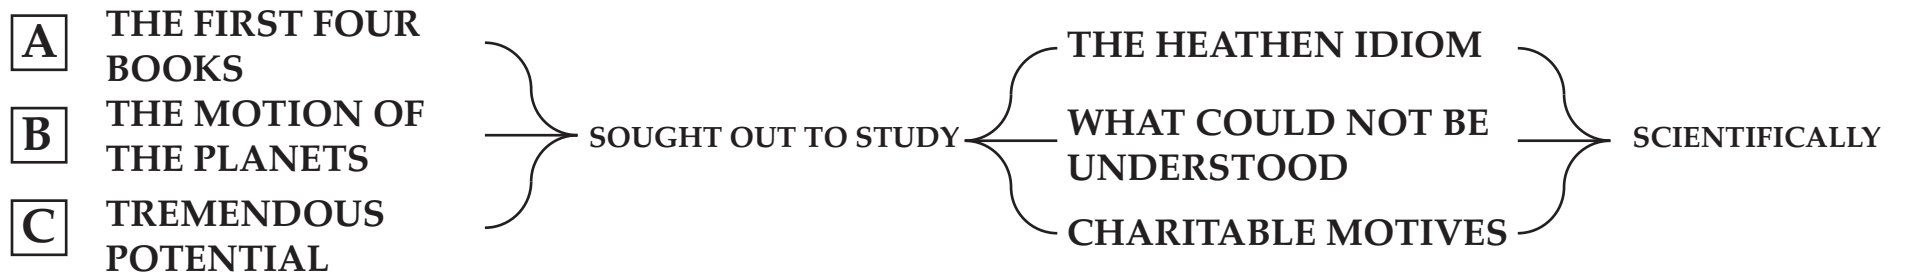 A
THE FIRST FOUR
BOOKS
B
THE MOTION OF
THE PLANETS
C
TREMENDOUS
POTENTIAL
SOUGHT OUT TO STUDY
THE HEATHEN IDIOM
WHAT COULD NOT BE
UNDERSTOOD
CHARITABLE MOTIVES
SCIENTIFICALLY